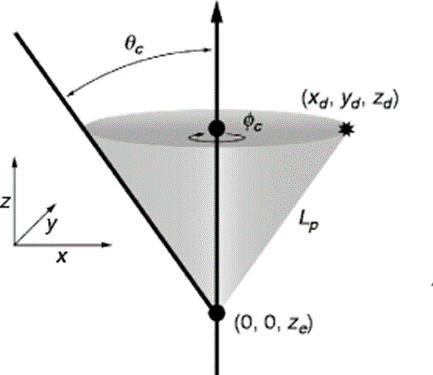 θc
(xd, yd, zd)
ϕc
z
y
x
Lp
(0, 0, ze)